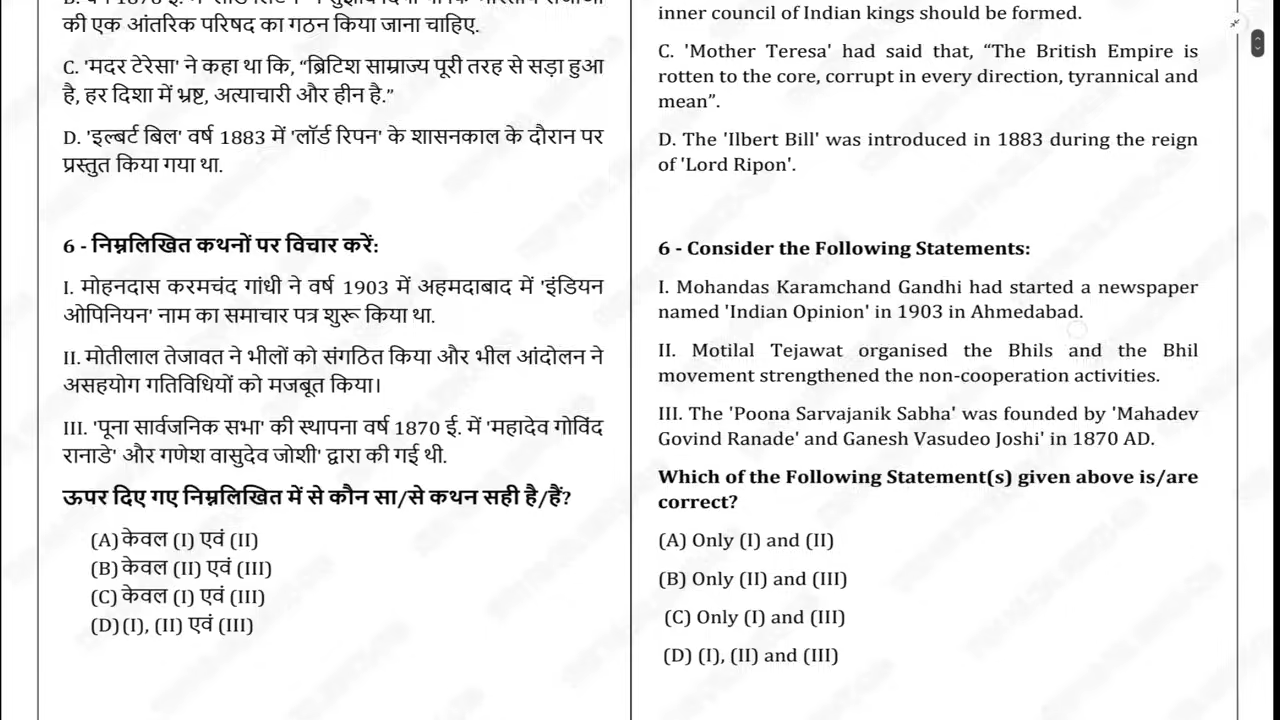 की एक आंतरिक परिषद का गठन किया जाना चाहिए.
C. 'मदर टेरेसा' ने कहा था कि, “ब्रिटिश साम्राज्य पूरी तरह से सड़ा हुआ
है, हर दिशा में भ्रष्ट, अत्याचारी और हीन है.”
D. 'इल्बर्ट बिल' वर्ष 1883 में 'लॉर्ड रिपन' के शासनकाल के दौरान पर
प्रस्तुत किया गया था.
6 - निम्नलिखित कथनों पर विचार करें:
I. मोहनदास करमचंद गांधी ने वर्ष 1903 में अहमदाबाद में 'इंडियन
ओपिनियन' नाम का समाचार पत्र शुरू किया था.
II. मोतीलाल तेजावत ने भीलों को संगठित किया और भील आंदोलन ने
असहयोग गतिविधियों को मजबूत किया।
III. 'पूना सार्वजनिक सभा' की स्थापना वर्ष 1870 ई. में 'महादेव गोविंद
रानाडे' और गणेश वासुदेव जोशी' द्वारा की गई थी.
ऊपर दिए गए निम्नलिखित में से कौन सा/से कथन सही है/हैं?
(A) केवल (I) एवं (II)
(B) केवल (II) एवं (III)
(C) केवल (I) एवं (III)
(D) (I), (II) एवं (III)
inner council of Indian kings should be formed.
C. 'Mother Teresa' had said that, “The British Empire is
rotten to the core, corrupt in every direction, tyrannical and
mean”.
D. The 'Ilbert Bill' was introduced in 1883 during the reign
of 'Lord Ripon'.
6 - Consider the Following Statements:
I. Mohandas Karamchand Gandhi had started a newspaper
named 'Indian Opinion' in 1903 in Ahmedabad.
II. Motilal Tejawat organised the Bhils and the Bhil
movement strengthened the non-cooperation activities.
III. The 'Poona Sarvajanik Sabha' was founded by 'Mahadev
Govind Ranade' and Ganesh Vasudeo Joshi' in 1870 AD.
Which of the Following Statement(s) given above is/are
correct?
(A) Only (I) and (II)
(B) Only (II) and (III)
(C) Only (I) and (III)
(D) (I), (II) and (III)